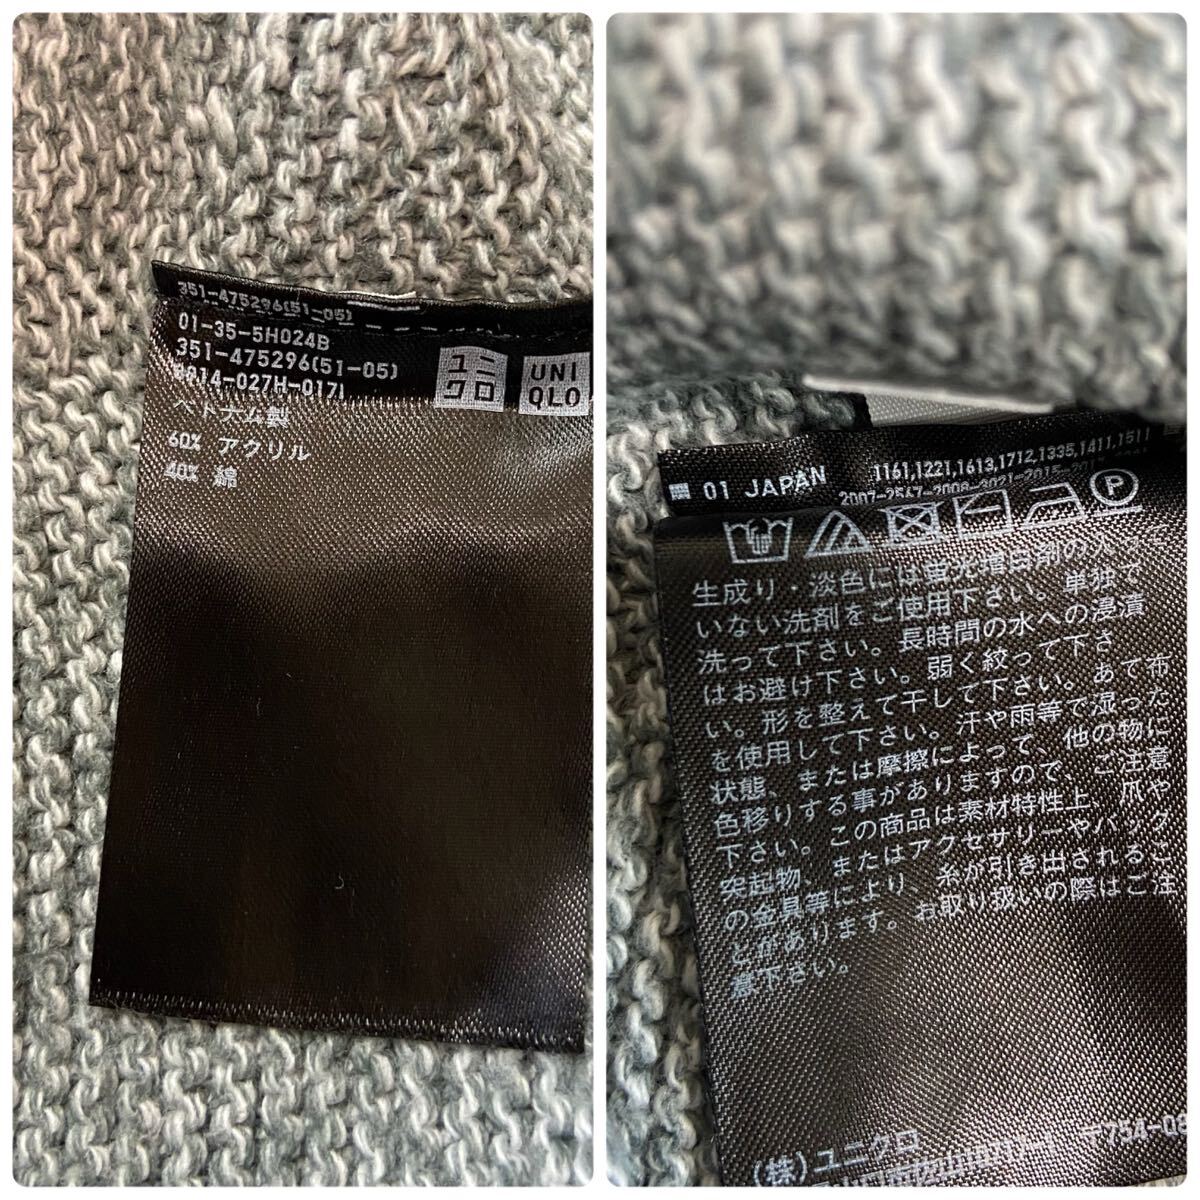 351-475296(51-05)
01-35-5H024B
351-475296(51-05)
ユニクロ
UNIQLO
ベトナム製
60% アクリル
40% 綿
01 JAPAN
1161,1221,1613,1712,1335,1411,1511
生成り・淡色には蛍光増白剤の入って
いない洗剤をご使用下さい。単独で
洗って下さい。長時間の水への浸漬
はお避け下さい。弱く絞って下さ
い。形を整えて干して下さい。あて布
を使用して下さい。汗や雨等で湿った
状態、または摩擦によって、他の物に
色移りする事がありますので、ご注意
下さい。この商品は素材特性上、爪や
突起物、またはアクセサリーやバッグ
の金具等により、糸が引き出されるこ
とがあります。お取り扱いの際はご注
意下さい。
(株)ユニクロ
〒754-08